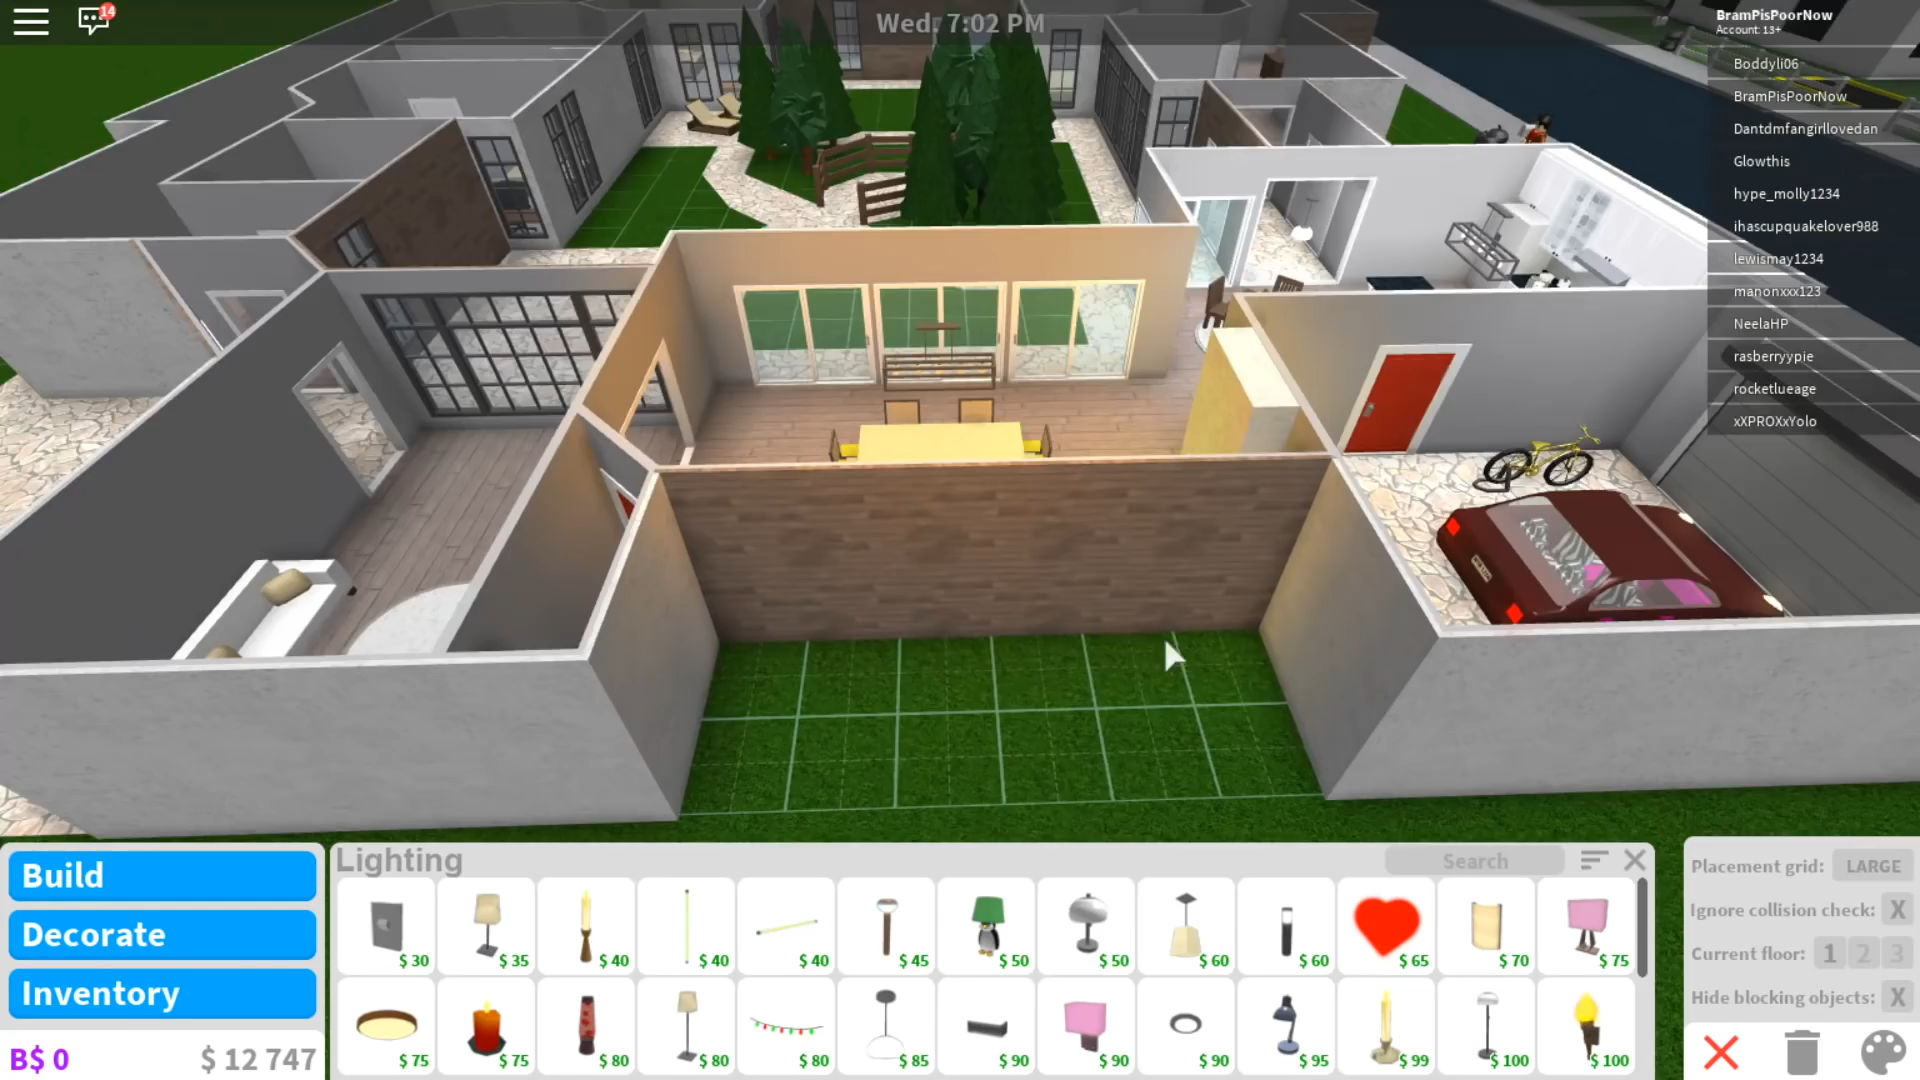 14
Wed. 7:02 PM
BramPisPoorNow
Account: 13+
Boddyli06
BramPisPoorNow
Dantdmfangirllovedan
Glowthis
hype_molly1234
ihascupquakelover988
lewismay1234
manonxxx123
NeelaHP
rasberryypie
rocketlueage
xXPROXxYolo
Build
Decorate
Inventory
B$ 0
$ 12 747
Lighting
Search
$ 30
$ 35
$ 40
$ 40
$ 40
$ 45
$ 50
$ 50
$ 60
$ 60
$ 65
$ 70
$ 75
$ 75
$ 75
$ 80
$ 80
$ 80
$ 85
$ 90
$ 90
$ 90
$ 95
$ 99
$ 100
$ 100
Placement grid: LARGE
Ignore collision check: X
Current floor: 1 2 3
Hide blocking objects: X